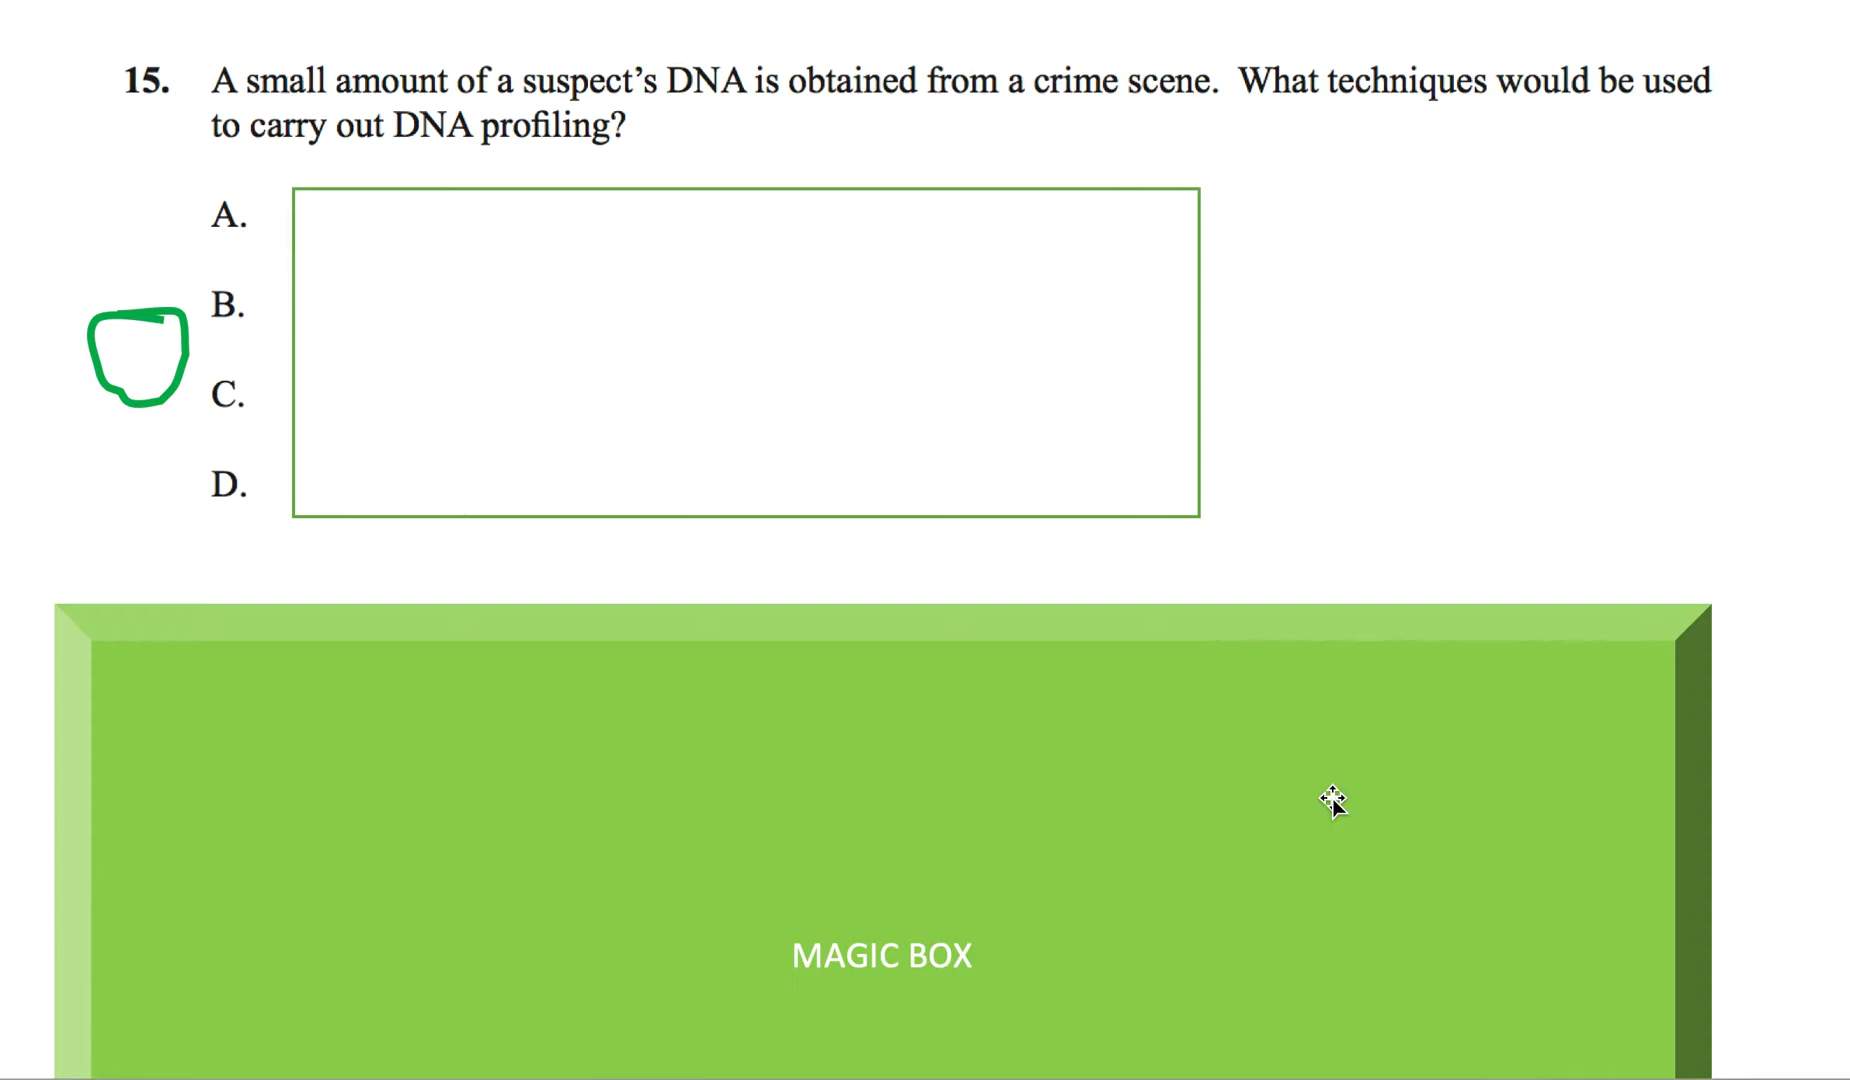 15. A small amount of a suspect’s DNA is obtained from a crime scene. What techniques would be used
to carry out DNA profiling?
A.
B.
C.
D.
MAGIC BOX